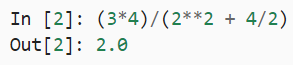 In [2]: (3*4)/(2**2 + 4/2)
Out[2]: 2.0